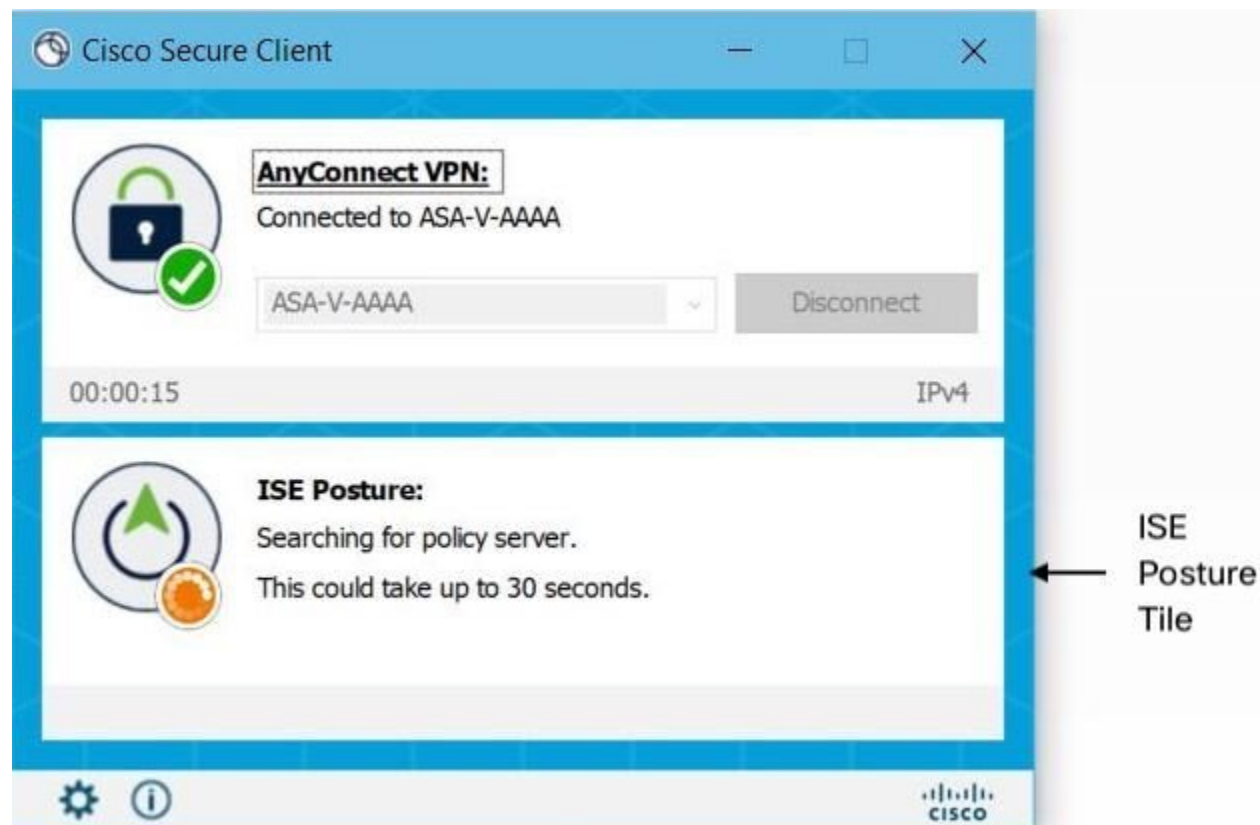 Cisco Secure Client
AnyConnect VPN:
Connected to ASA-V-AAAA
ASA-V-AAAA
Disconnect
00:00:15
IPv4
ISE Posture:
Searching for policy server.
This could take up to 30 seconds.
ISE
Posture
Tile
CISCO